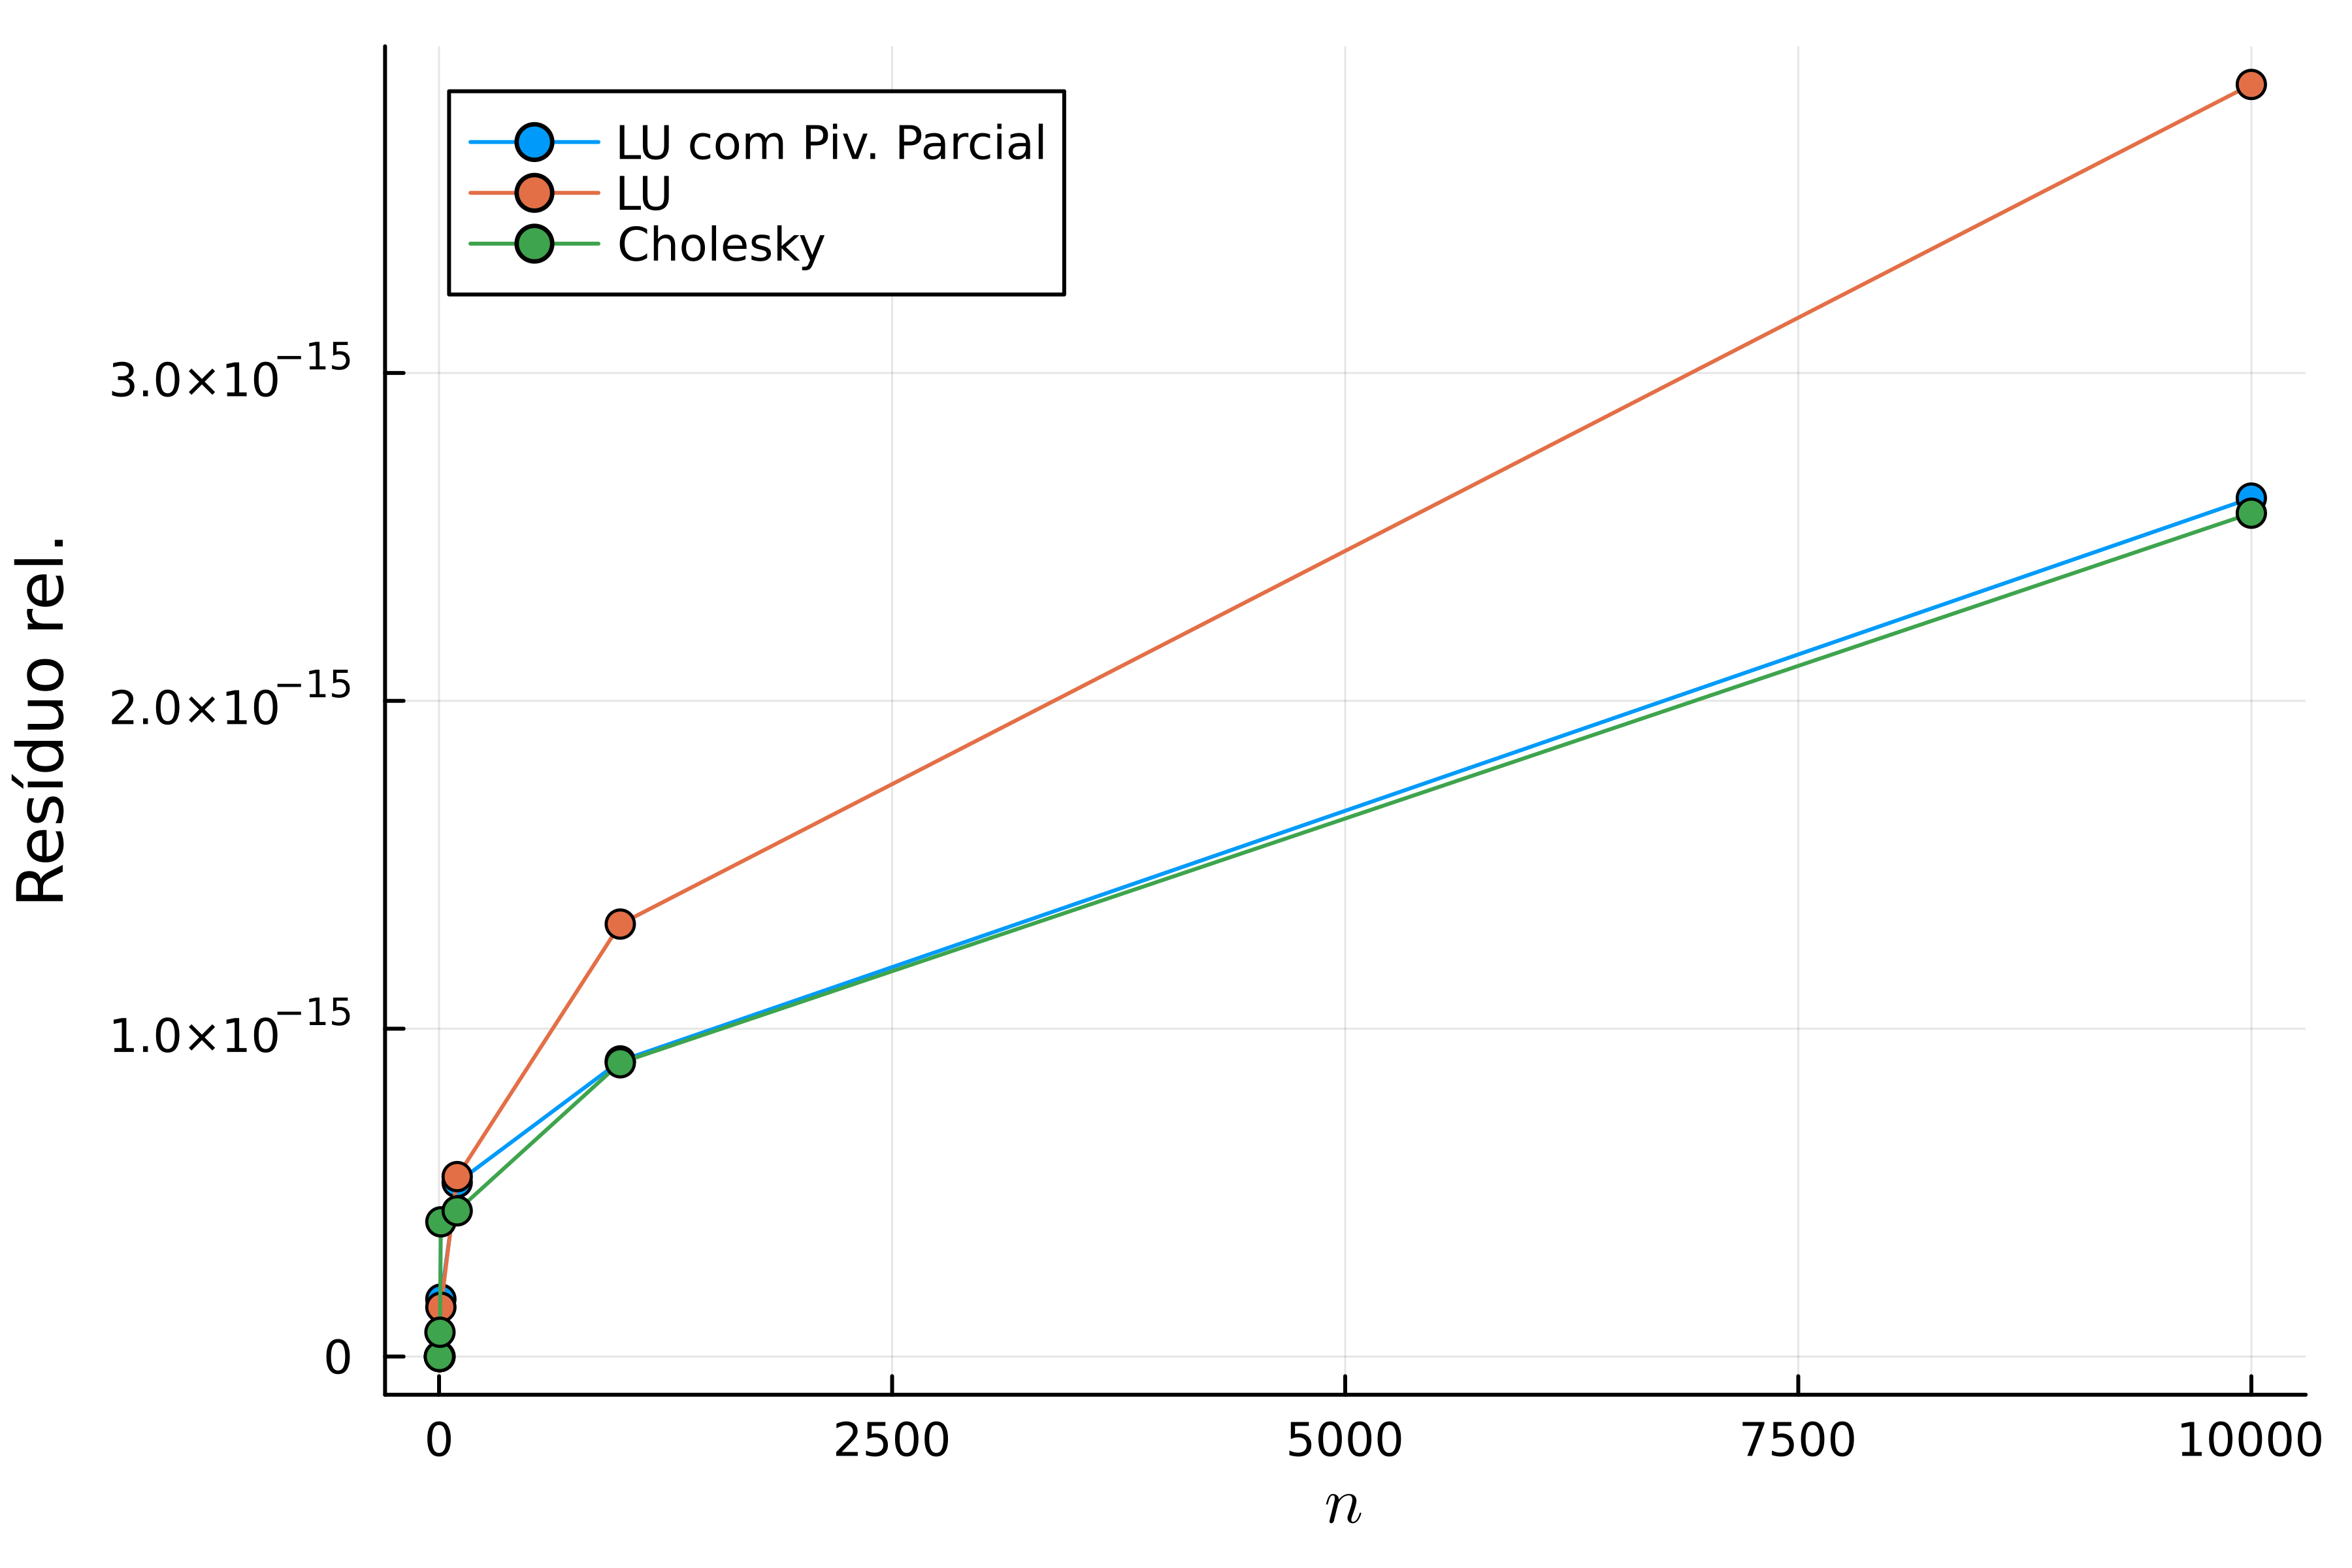 LU com Piv. Parcial
LU
Cholesky
Resíduo rel.
3.0×10⁻¹⁵
2.0×10⁻¹⁵
1.0×10⁻¹⁵
0
0 2500 5000 7500 10000
n